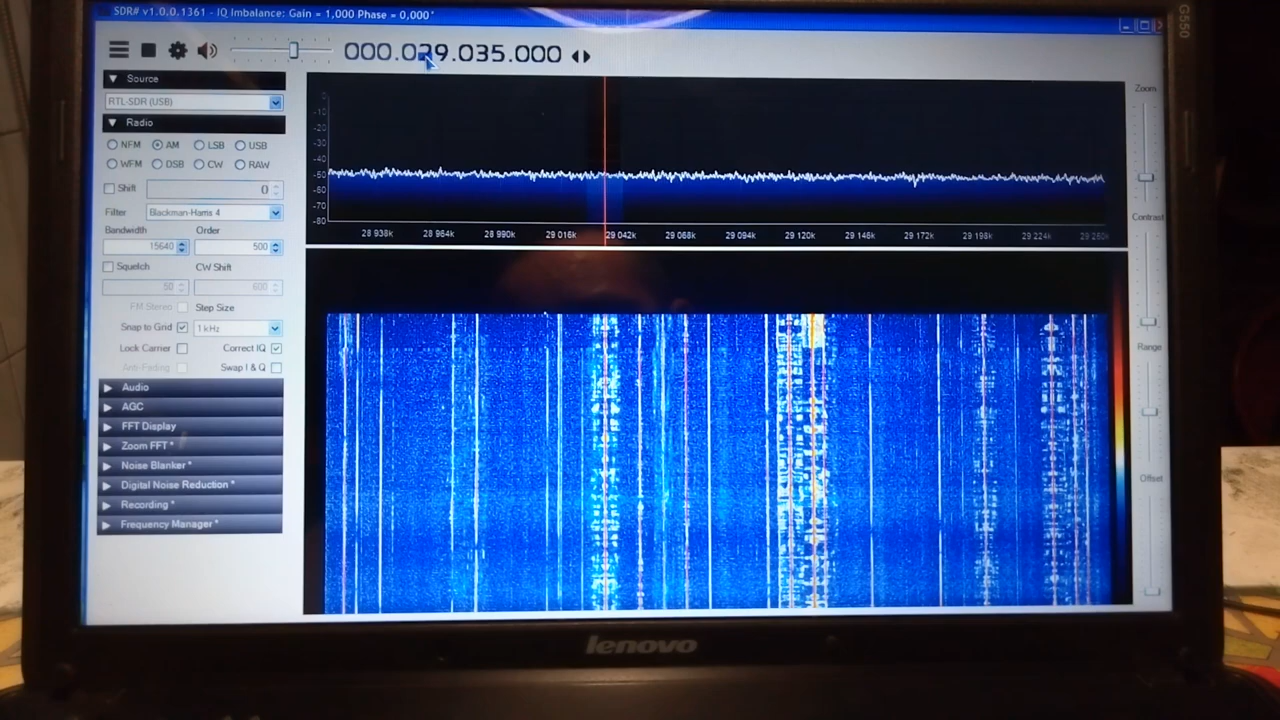 SDR# v1.0.0.1361 - IQ Imbalance: Gain = 1,000 Phase = 0,000°
G550
000.029.035.000
Source
RTL-SDR (USB)
Radio
NFM AM LSB USB
WFM DSB CW RAW
Shift 0
Filter Blackman-Harris 4
Bandwidth Order
15640 500
Squelch CW Shift
50 600
FM Stereo Step Size
Snap to Grid 1 kHz
Lock Carrier Correct IQ
Anti-Fading Swap I & Q
Audio
AGC
FFT Display
Zoom FFT *
Noise Blanker *
Digital Noise Reduction *
Recording *
Frequency Manager *
0
-10
-20
-30
-40
-50
-60
-70
-80
28 938k 28 964k 28 990k 29 016k 29 042k 29 068k 29 094k 29 120k 29 146k 29 172k 29 198k 29 224k 29 250k
Zoom
Contrast
Range
Offset
lenovo